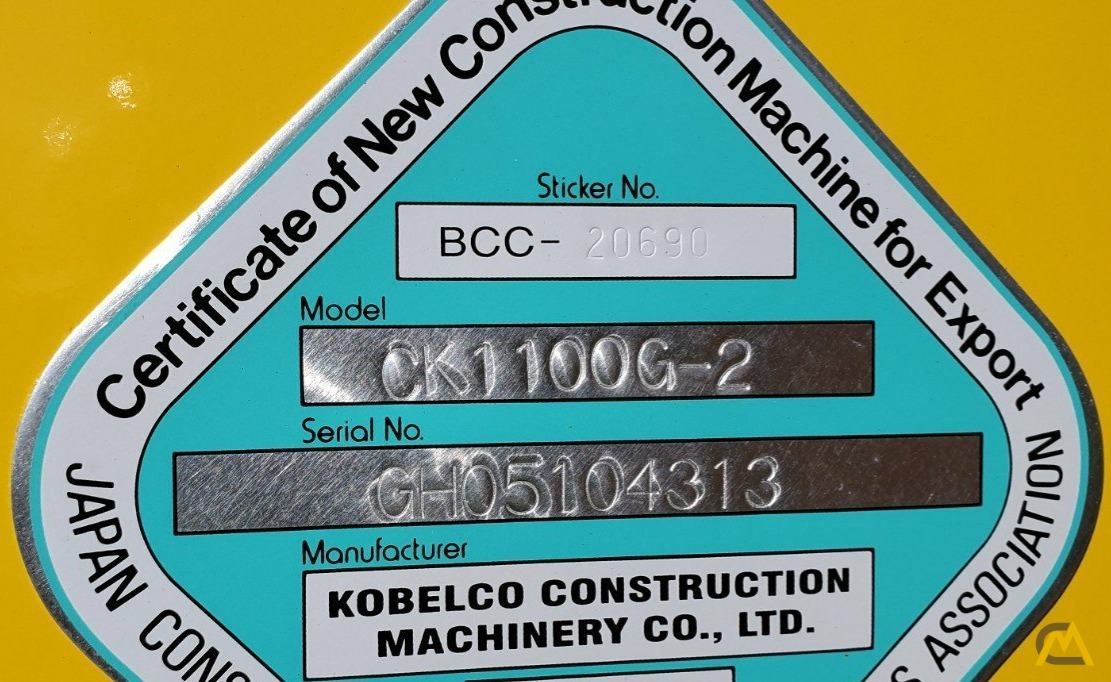 Certificate of New Construction Machine for Export
Sticker No.
BCC- 20690
Model
CK1100G-2
Serial No.
GH05104313
Manufacturer
KOBELCO CONSTRUCTION
MACHINERY CO., LTD.
JAPAN
ASSOCIATION